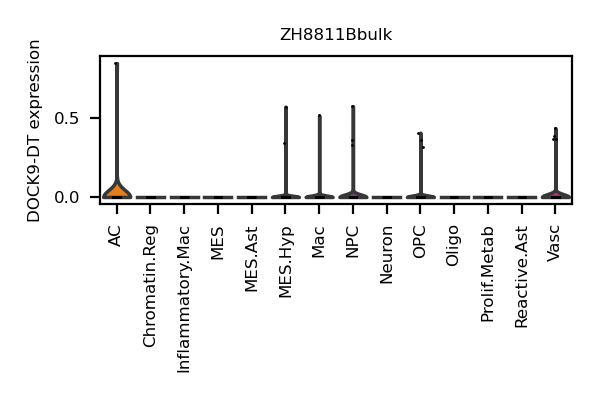 ZH8811Bbulk
DOCK9-DT expression
0.5
0.0
AC
Chromatin.Reg
Inflammatory.Mac
MES
MES.Ast
MES.Hyp
Mac
NPC
Neuron
OPC
Oligo
Prolif.Metab
Reactive.Ast
Vasc